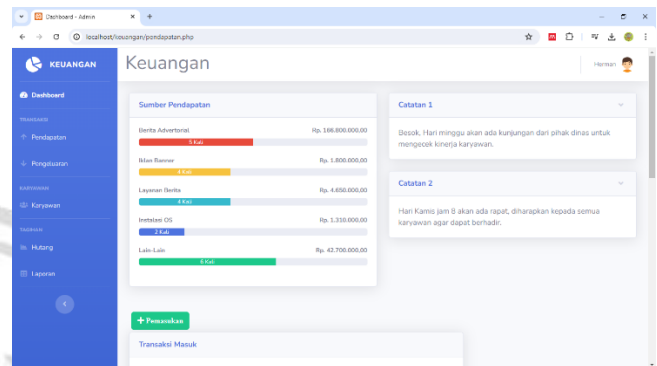 Dashboard - Admin
localhost/keuangan/pendapatan.php
KEUANGAN
Keuangan
Herman
Dashboard
TRANSAKSI
Pendapatan
Pengeluaran
KARYAWAN
Karyawan
Hutang
Laporan
Sumber Pendapatan
Berita Advertorial Rp. 166.800.000,00
5 Kali
Iklan Banner Rp. 1.800.000,00
4 Kali
Layanan Berita Rp. 4.650.000,00
4 Kali
Instalasi OS Rp. 1.310.000,00
2 Kali
Lain-Lain Rp. 42.700.000,00
6 Kali
Catatan 1
Besok, Hari minggu akan ada kunjungan dari pihak dinas untuk
mengecek kinerja karyawan.
Catatan 2
Hari Kamis jam 8 akan ada rapat, diharapkan kepada semua
karyawan agar dapat berhadir.
+ Pemasukan
Transaksi Masuk